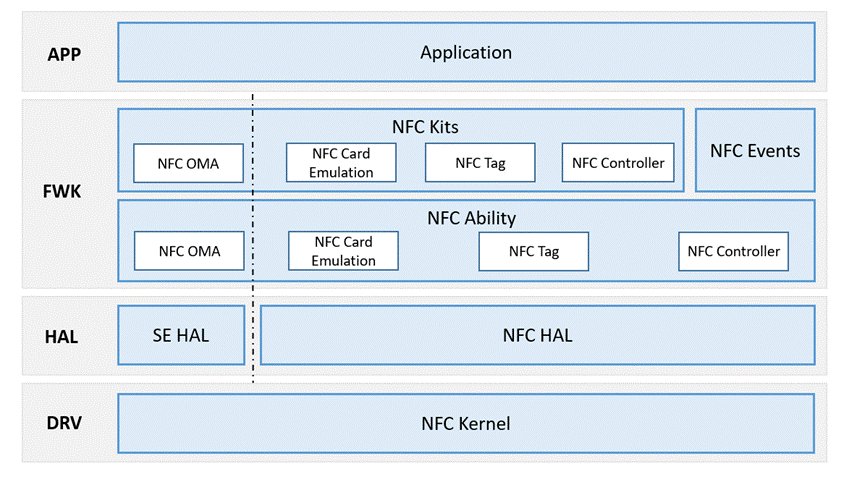 APP
Application
FWK
NFC Kits
NFC OMA
NFC Card
Emulation
NFC Tag
NFC Controller
NFC Events
NFC Ability
NFC OMA
NFC Card
Emulation
NFC Tag
NFC Controller
HAL
SE HAL
NFC HAL
DRV
NFC Kernel